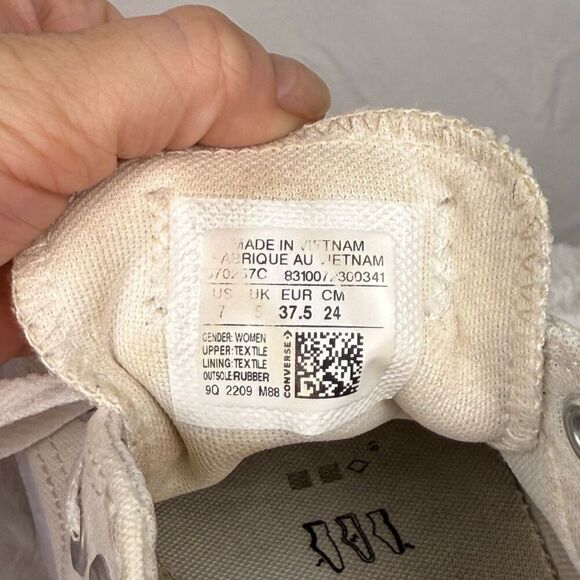 MADE IN VIETNAM
FABRIQUE AU VIETNAM
8310072300341
US UK EUR CM
7 5 37.5 24
GENDER: WOMEN
UPPER:TEXTILE
LINING:TEXTILE
OUTSOLE:RUBBER
9Q 2209 M88
CONVERSE